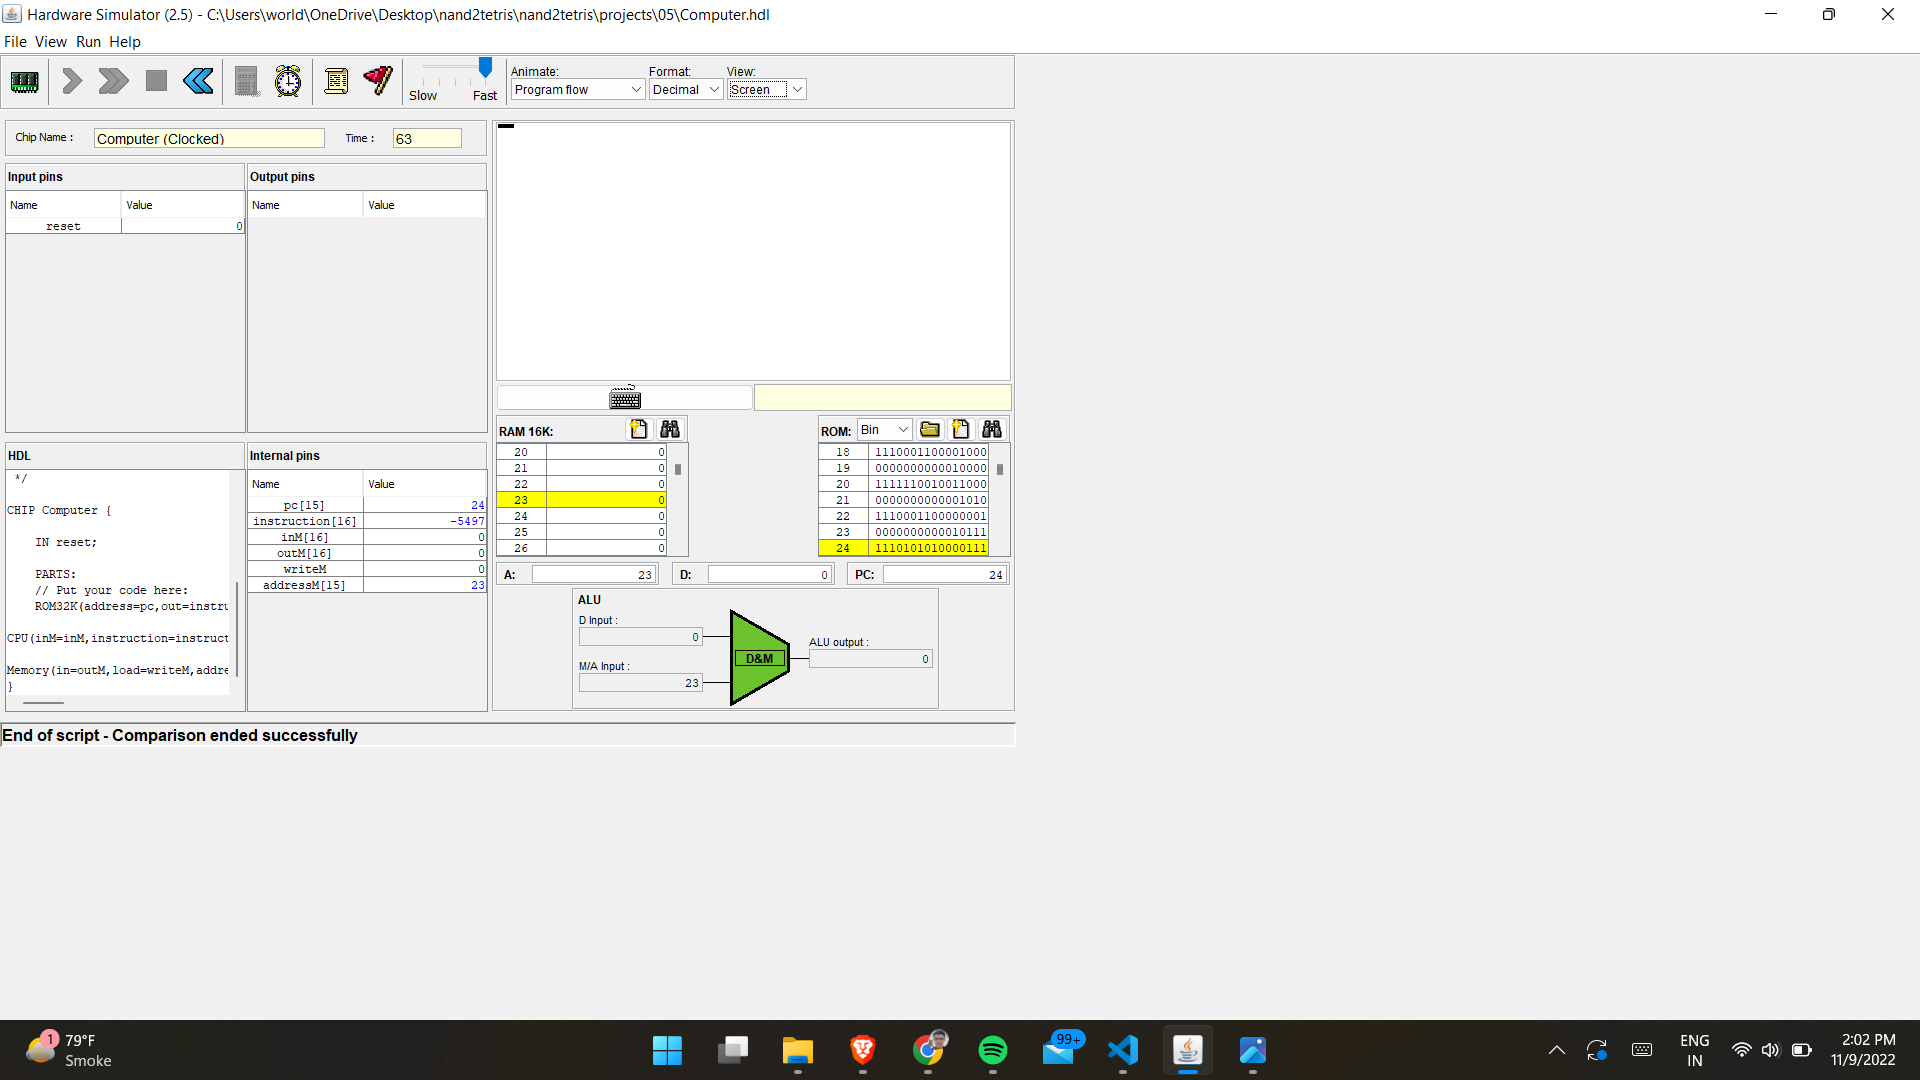 Hardware Simulator (2.5) - C:\Users\world\OneDrive\Desktop\nand2tetris\nand2tetris\projects\05\Computer.hdl
File View Run Help
Slow Fast
Animate: Format: View:
Program flow Decimal Screen
Chip Name : Computer (Clocked) Time : 63
Input pins
Name Value
reset 0
Output pins
Name Value
HDL
*/
CHIP Computer {
IN reset;
PARTS:
// Put your code here:
ROM32K(address=pc,out=instru
CPU(inM=inM,instruction=instruct
Memory(in=outM,load=writeM,addre
}
Internal pins
Name Value
pc[15] 24
instruction[16] -5497
inM[16] 0
outM[16] 0
writeM 0
addressM[15] 23
RAM 16K:
20 0
21 0
22 0
23 0
24 0
25 0
26 0
ROM: Bin
18 1110001100001000
19 0000000000010000
20 1111110010011000
21 0000000000001010
22 1110001100000001
23 0000000000010111
24 1110101010000111
A: 23 D: 0 PC: 24
ALU
D Input :
0
M/A Input :
23
D&M
ALU output :
0
End of script - Comparison ended successfully
1
79°F
Smoke
99+
ENG
IN
2:02 PM
11/9/2022